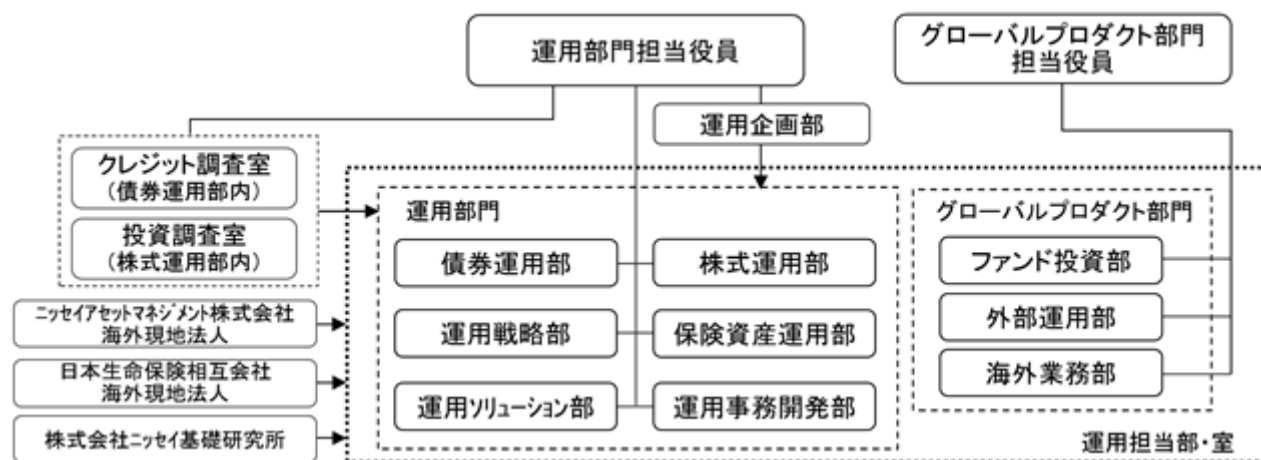 運用部門担当役員
グローバルプロダクト部門
担当役員
運用企画部
クレジット調査室
(債券運用部内)
投資調査室
(株式運用部内)
ニッセイアセットマネジメント株式会社
海外現地法人
日本生命保険相互会社
海外現地法人
株式会社ニッセイ基礎研究所
運用部門
債券運用部
株式運用部
運用戦略部
保険資産運用部
運用ソリューション部
運用事務開発部
グローバルプロダクト部門
ファンド投資部
外部運用部
海外業務部
運用担当部・室